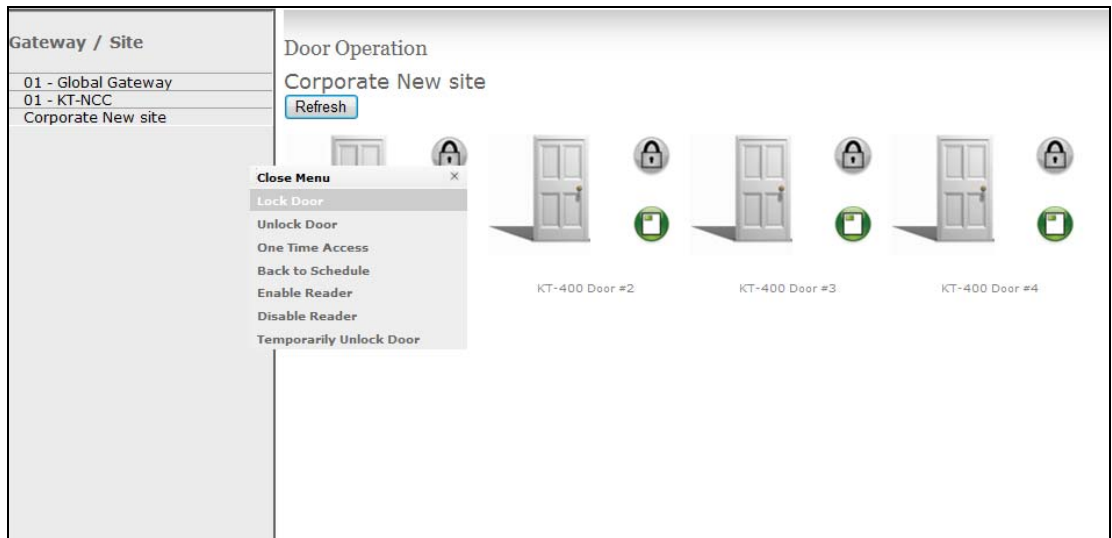 Gateway / Site
01 - Global Gateway
01 - KT-NCC
Corporate New site
Door Operation
Corporate New site
Refresh
Close Menu ×
Lock Door
Unlock Door
One Time Access
Back to Schedule
Enable Reader
Disable Reader
Temporarily Unlock Door
KT-400 Door #2
KT-400 Door #3
KT-400 Door #4